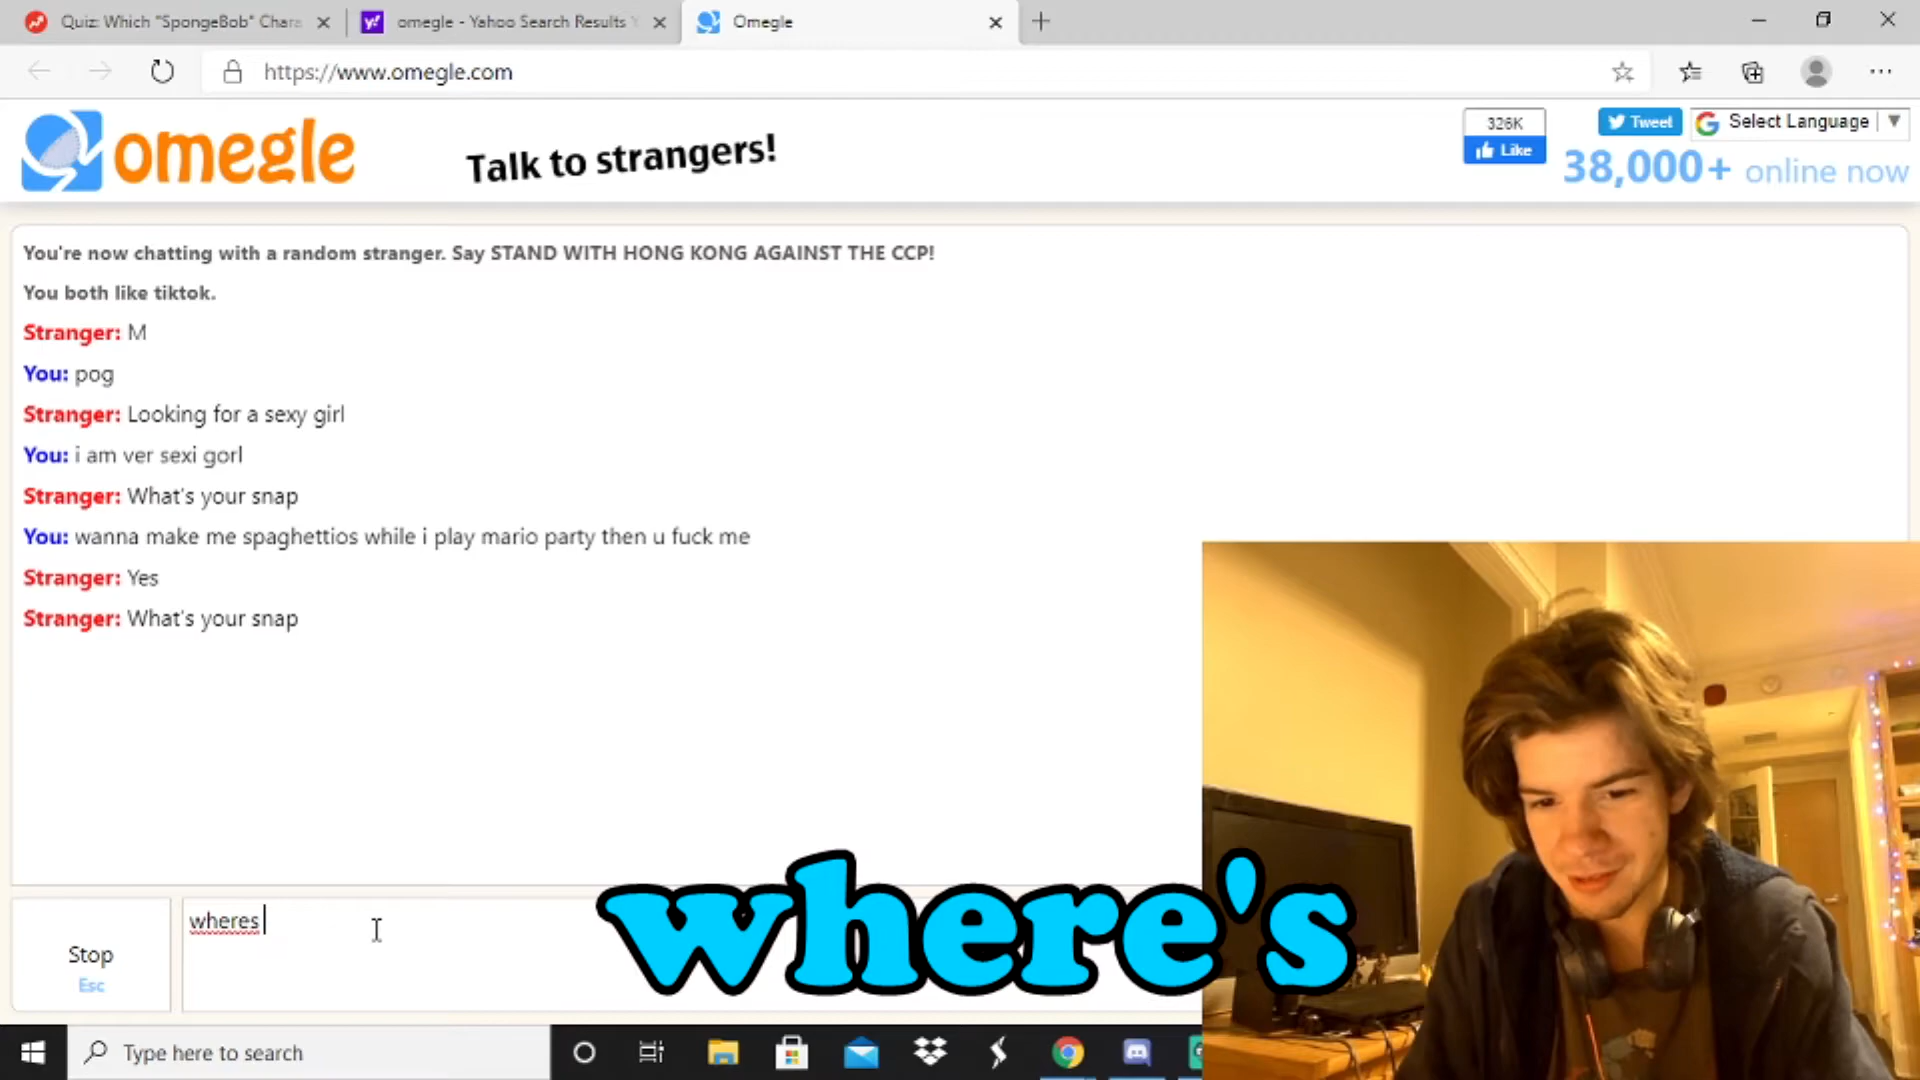 Quiz: Which "SpongeBob" Chara
omegle - Yahoo Search Results
Omegle
https://www.omegle.com
omegle
Talk to strangers!
326K
Like
Tweet
Select Language
38,000+ online now
You're now chatting with a random stranger. Say STAND WITH HONG KONG AGAINST THE CCP!
You both like tiktok.
Stranger: M
You: pog
Stranger: Looking for a sexy girl
You: i am ver sexi gorl
Stranger: What's your snap
You: wanna make me spaghettios while i play mario party then u fuck me
Stranger: Yes
Stranger: What's your snap
wheres
Stop
Esc
where's
Type here to search